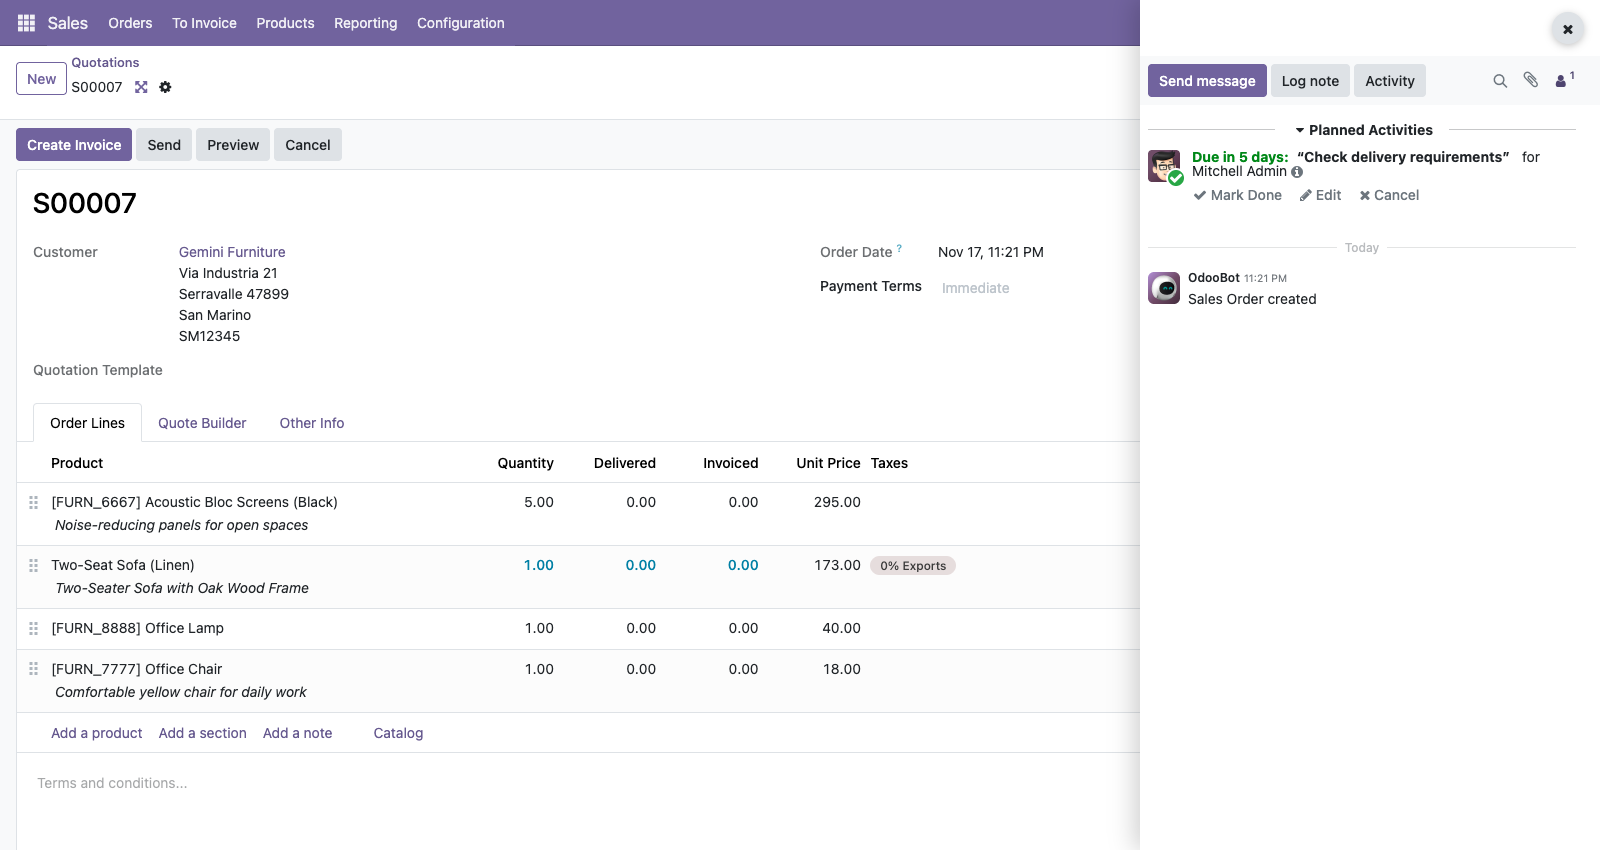 Sales Orders To Invoice Products Reporting Configuration
New
Quotations
S00007
Create Invoice Send Preview Cancel
S00007
Customer
Gemini Furniture
Via Industria 21
Serravalle 47899
San Marino
SM12345
Order Date ? Nov 17, 11:21 PM
Payment Terms Immediate
Quotation Template
Order Lines Quote Builder Other Info
Product Quantity Delivered Invoiced Unit Price Taxes
[FURN_6667] Acoustic Bloc Screens (Black) 5.00 0.00 0.00 295.00
Noise-reducing panels for open spaces
Two-Seat Sofa (Linen) 1.00 0.00 0.00 173.00 0% Exports
Two-Seater Sofa with Oak Wood Frame
[FURN_8888] Office Lamp 1.00 0.00 0.00 40.00
[FURN_7777] Office Chair 1.00 0.00 0.00 18.00
Comfortable yellow chair for daily work
Add a product Add a section Add a note Catalog
Terms and conditions...
Send message Log note Activity 1
Planned Activities
Due in 5 days: “Check delivery requirements” for
Mitchell Admin
Mark Done Edit Cancel
Today
OdooBot 11:21 PM
Sales Order created